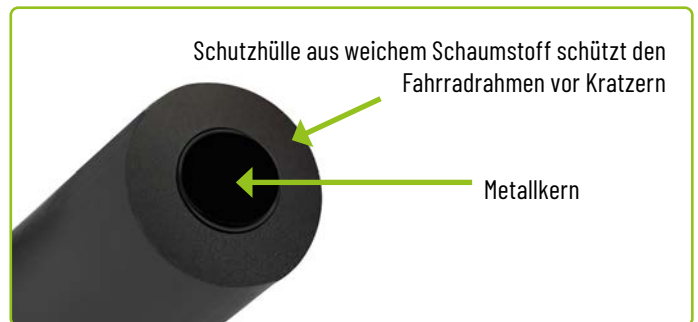 Schutzhülle aus weichem Schaumstoff schützt den
Fahrradrahmen vor Kratzern
Metallkern